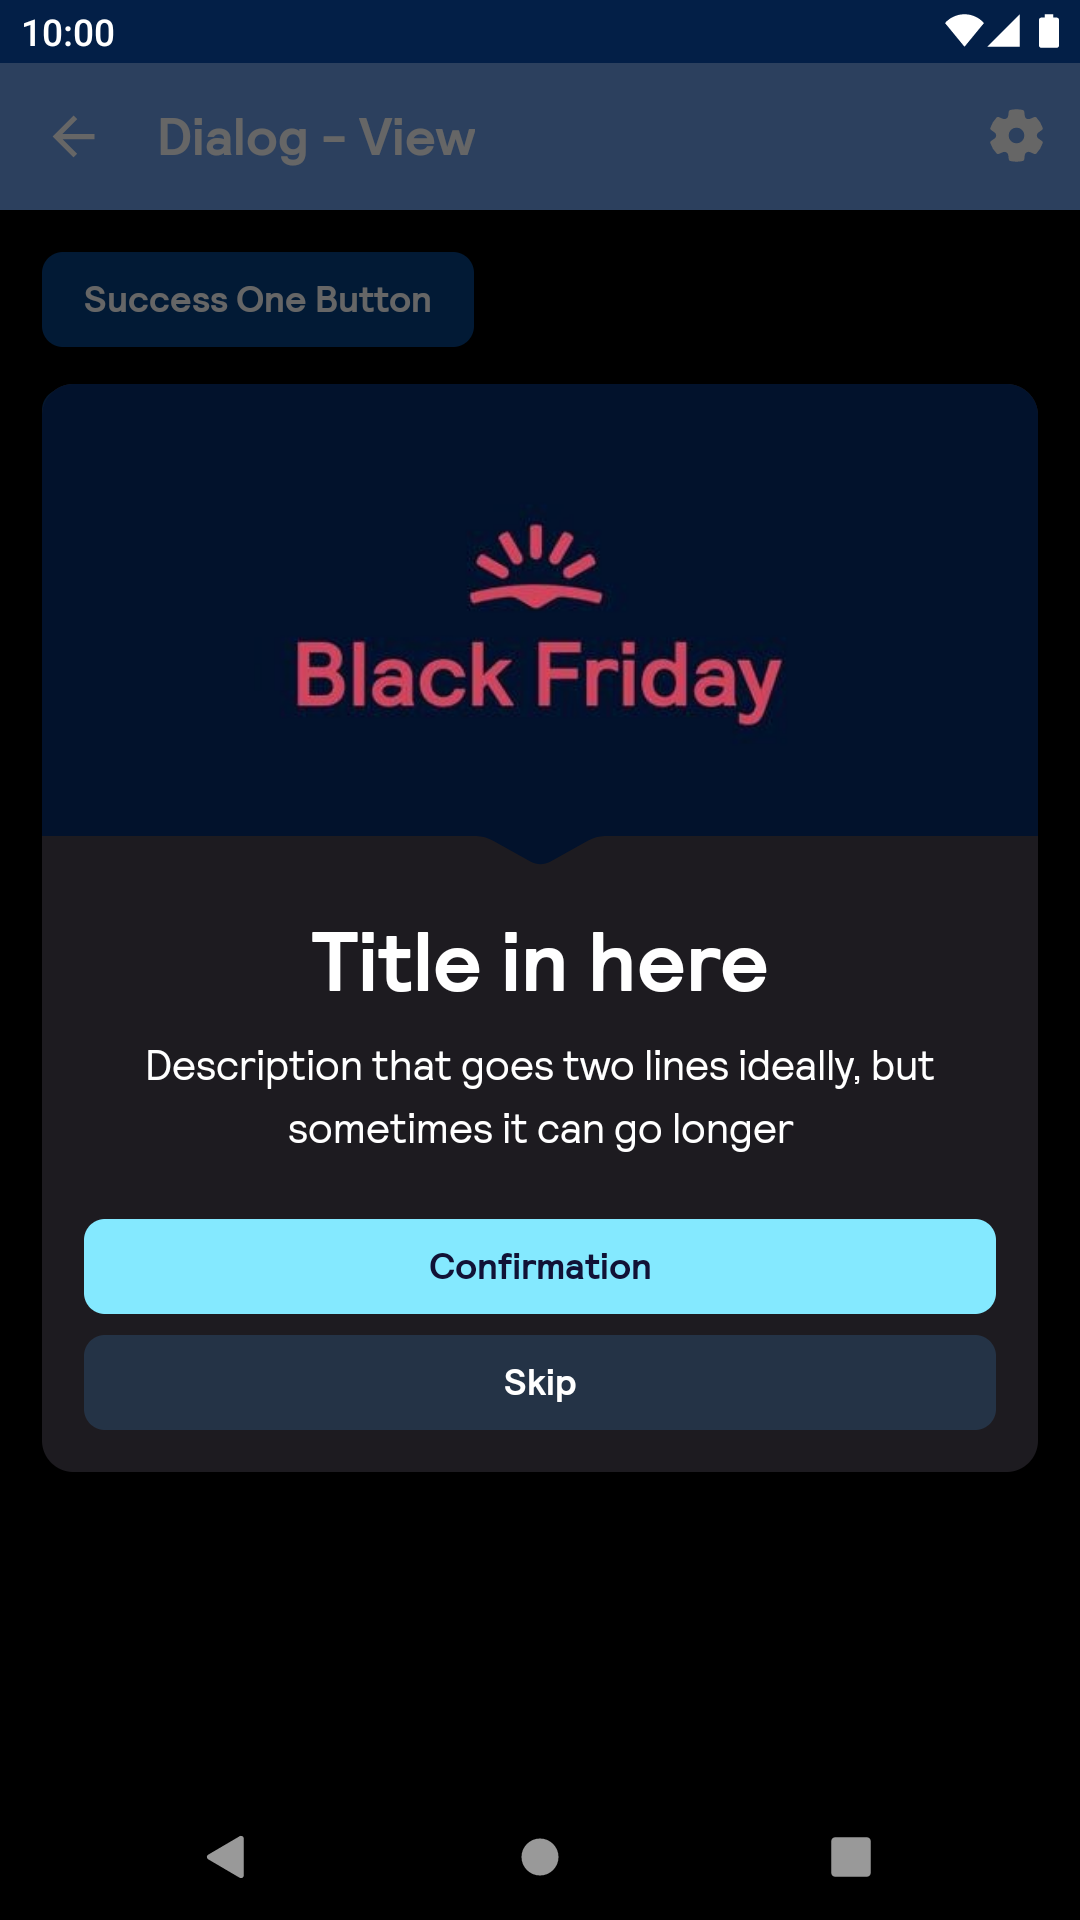 10:00
Dialog - View
Success One Button
Black Friday
Title in here
Description that goes two lines ideally, but
sometimes it can go longer
Confirmation
Skip